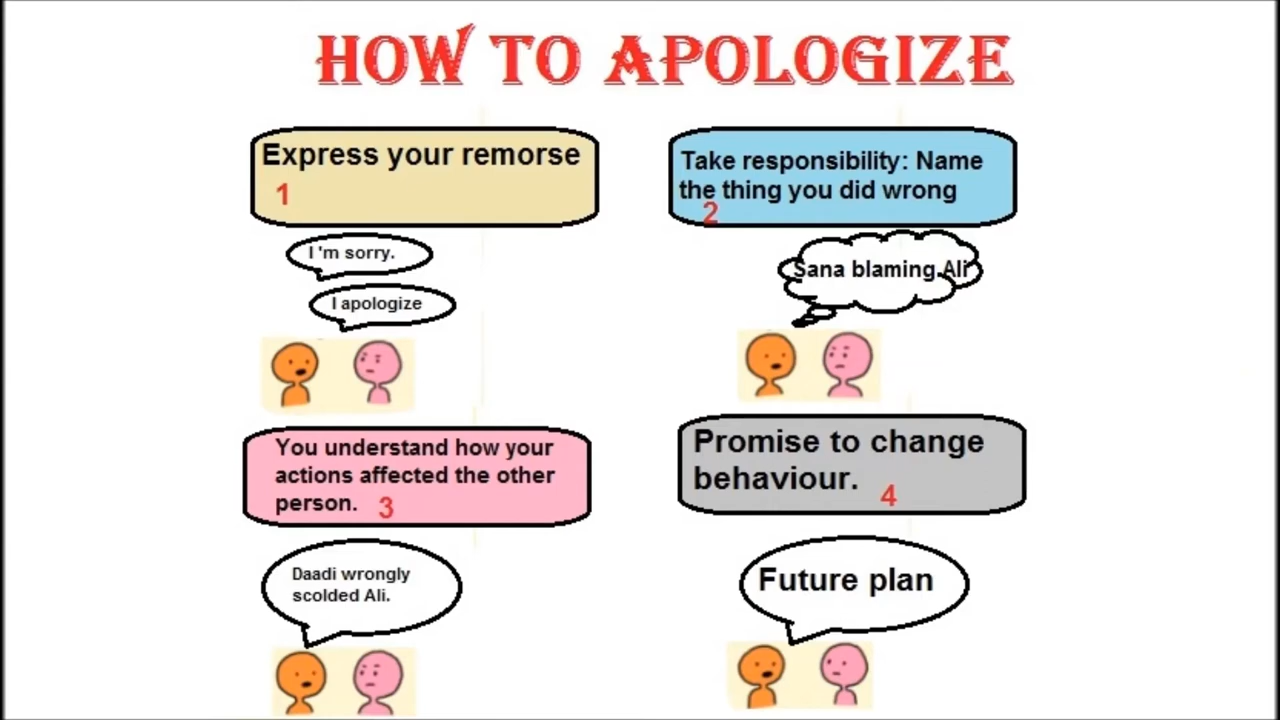 HOW TO APOLOGIZE
Express your remorse
1
I 'm sorry.
I apologize
Take responsibility: Name
the thing you did wrong
2
Sana blaming Ali
You understand how your
actions affected the other
person. 3
Daadi wrongly
scolded Ali.
Promise to change
behaviour. 4
Future plan